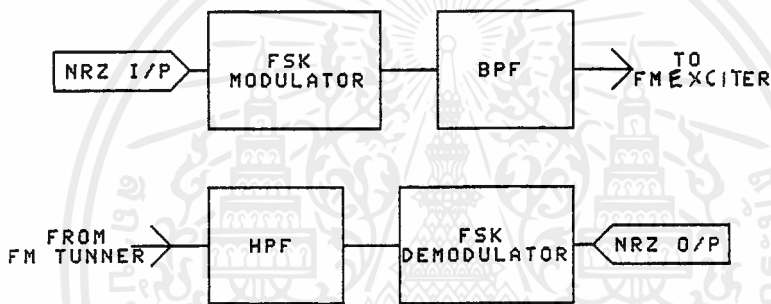 NRZ I/P
FSK
MODULATOR
BPF
TO
FM EXCITER
FROM
FM TUNNER
HPF
FSK
DEMODULATOR
NRZ O/P